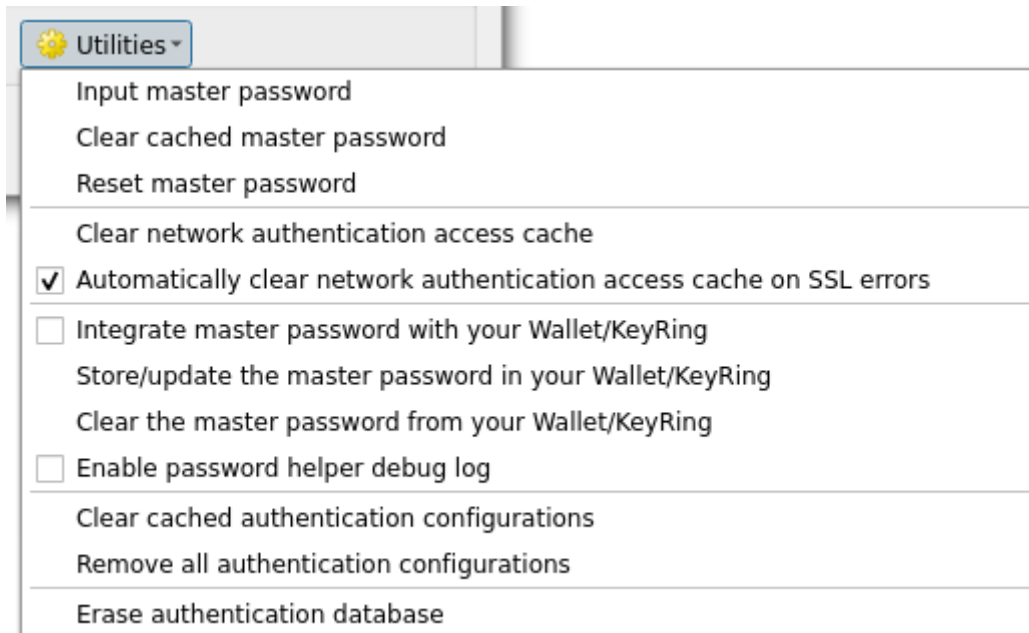 Utilities
Input master password
Clear cached master password
Reset master password
Clear network authentication access cache
Automatically clear network authentication access cache on SSL errors
Integrate master password with your Wallet/KeyRing
Store/update the master password in your Wallet/KeyRing
Clear the master password from your Wallet/KeyRing
Enable password helper debug log
Clear cached authentication configurations
Remove all authentication configurations
Erase authentication database